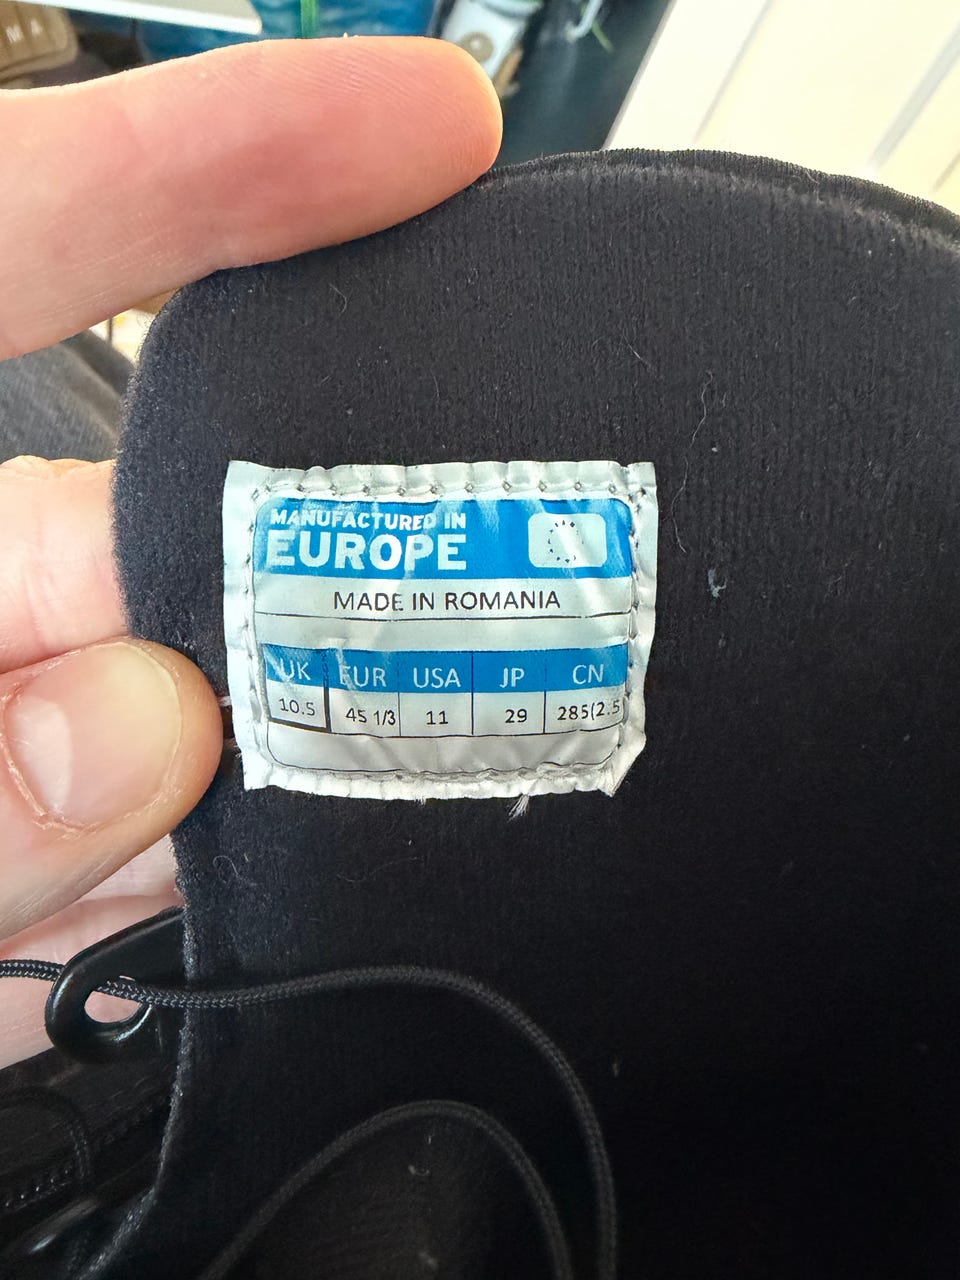 M A
MANUFACTURED IN
EUROPE
MADE IN ROMANIA
UK EUR USA JP CN
10.5 45 1/3 11 29 285(2.5